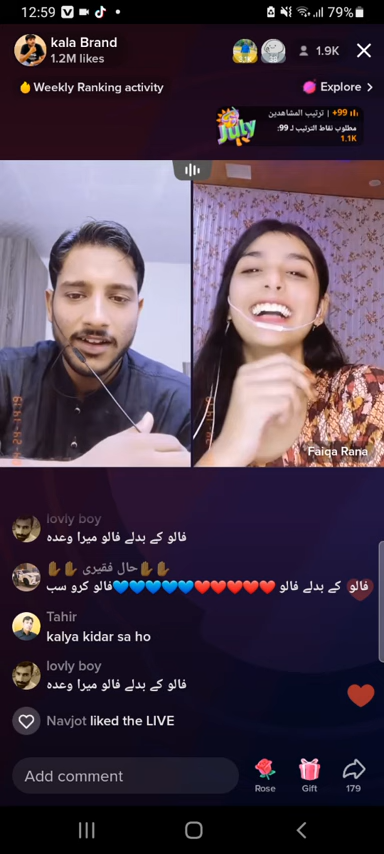 12:59
79%
kala Brand
1.2M likes
1.9K
Weekly Ranking activity
Explore
July
ترتيب المشاهدين | +99
مطلوب نقاط الترتيب لـ 99:
1.1K
Faiqa Rana
lovly boy
فالو کے بدلے فالو میرا وعدہ
حال فقیری
فالو کے بدلے فالو ❤️❤️❤️❤️❤️💙💙💙💙💙فالو کرو سب
Tahir
kalya kidar sa ho
lovly boy
فالو کے بدلے فالو میرا وعدہ
Navjot liked the LIVE
Add comment
Rose
Gift
179